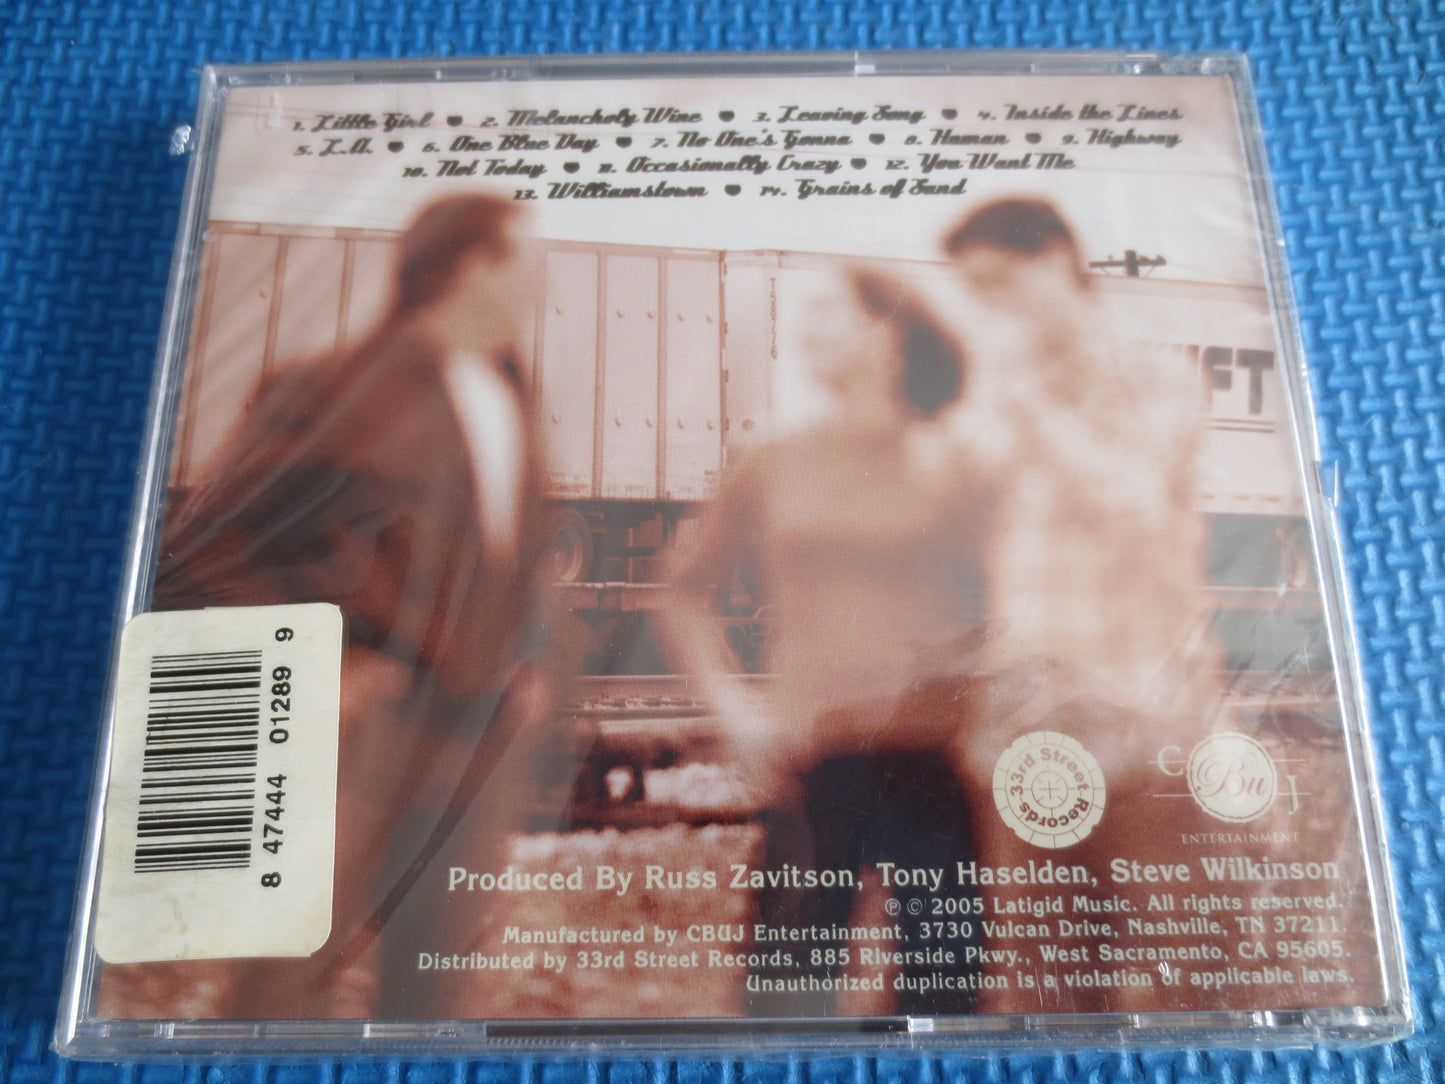 1. Little Girl ♥ 2. Melancholy Wine ♥ 3. Leaving Song ♥ 4. Inside the Lines
5. L.A. ♥ 6. One Blue Day ♥ 7. No One's Gonna ♥ 8. Human ♥ 9. Highway
10. Not Today ♥ 11. Occasionally Crazy ♥ 12. You Want Me
13. Williamstown ♥ 14. Grains of Sand
FT
8 47444 01289 9
33rd Street Records
C Bu J
ENTERTAINMENT
Produced By Russ Zavitson, Tony Haselden, Steve Wilkinson
℗ © 2005 Latigid Music. All rights reserved.
Manufactured by CBUJ Entertainment, 3730 Vulcan Drive, Nashville, TN 37211.
Distributed by 33rd Street Records, 885 Riverside Pkwy., West Sacramento, CA 95605.
Unauthorized duplication is a violation of applicable laws.